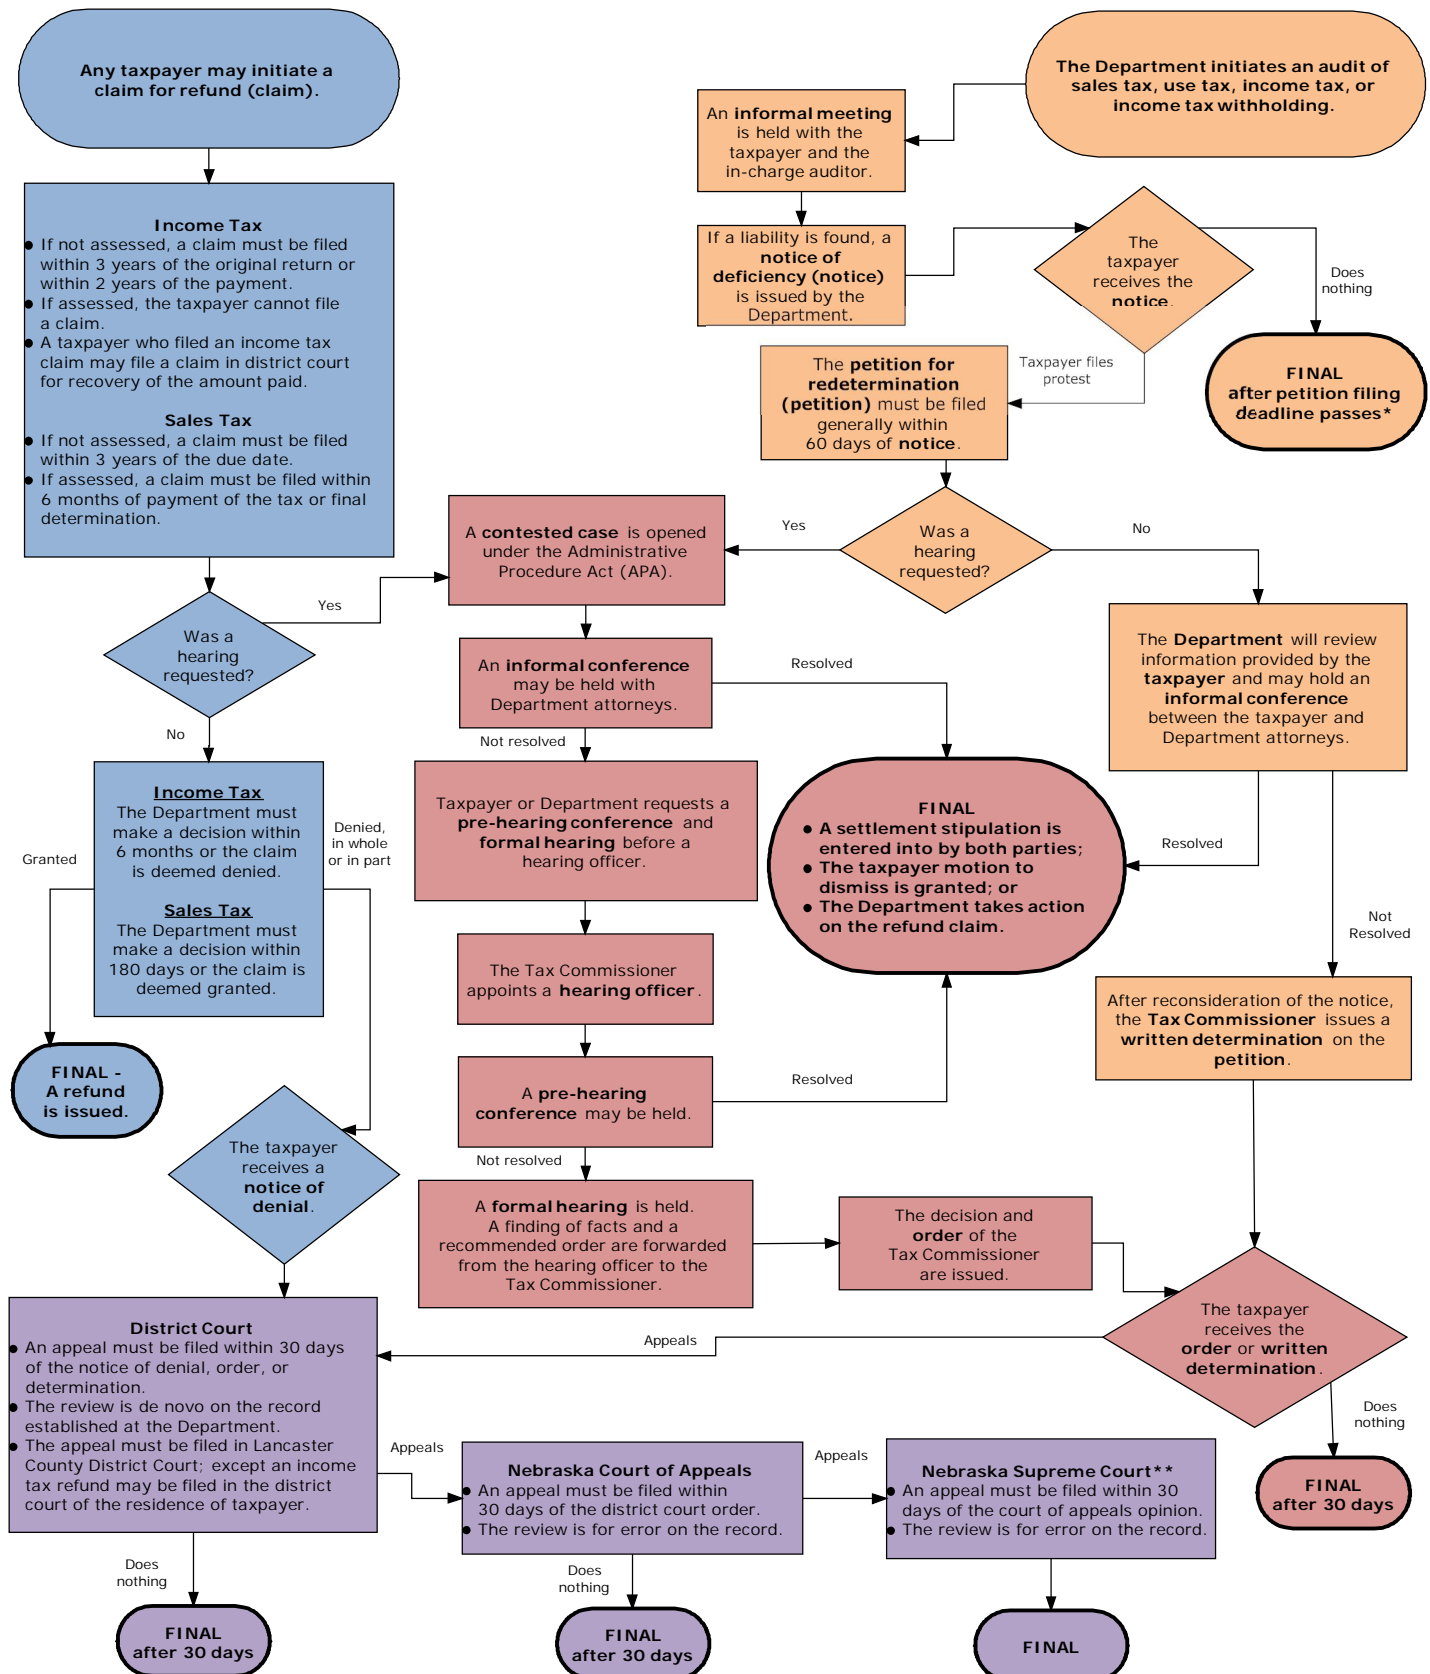 Any taxpayer may initiate a
claim for refund (claim).
The Department initiates an audit of
sales tax, use tax, income tax, or
income tax withholding.
An informal meeting
is held with the
taxpayer and the
in-charge auditor.
If a liability is found, a
notice of
deficiency (notice)
is issued by the
Department.
The
taxpayer
receives the
notice.
Does
nothing
FINAL
after petition filing
deadline passes*
Taxpayer files
protest
The petition for
redetermination
(petition) must be filed
generally within
60 days of notice.
Income Tax
● If not assessed, a claim must be filed
within 3 years of the original return or
within 2 years of the payment.
● If assessed, the taxpayer cannot file
a claim.
● A taxpayer who filed an income tax
claim may file a claim in district court
for recovery of the amount paid.
Sales Tax
● If not assessed, a claim must be filed
within 3 years of the due date.
● If assessed, a claim must be filed within
6 months of payment of the tax or final
determination.
Was a
hearing
requested?
Yes
No
A contested case is opened
under the Administrative
Procedure Act (APA).
Was a
hearing
requested?
Yes
No
An informal conference
may be held with
Department attorneys.
Resolved
Not resolved
The Department will review
information provided by the
taxpayer and may hold an
informal conference
between the taxpayer and
Department attorneys.
Income Tax
The Department must
make a decision within
6 months or the claim
is deemed denied.
Sales Tax
The Department must
make a decision within
180 days or the claim is
deemed granted.
Granted
Denied,
in whole
or in part
Taxpayer or Department requests a
pre-hearing conference and
formal hearing before a
hearing officer.
FINAL
● A settlement stipulation is
entered into by both parties;
● The taxpayer motion to
dismiss is granted; or
● The Department takes action
on the refund claim.
Resolved
Not
Resolved
The Tax Commissioner
appoints a hearing officer.
After reconsideration of the notice,
the Tax Commissioner issues a
written determination on the
petition.
FINAL -
A refund
is issued.
A pre-hearing
conference may be held.
Resolved
Not resolved
The taxpayer
receives a
notice of
denial.
A formal hearing is held.
A finding of facts and a
recommended order are forwarded
from the hearing officer to the
Tax Commissioner.
The decision and
order of the
Tax Commissioner
are issued.
The taxpayer
receives the
order or written
determination.
Appeals
Does
nothing
FINAL
after 30 days
District Court
● An appeal must be filed within 30 days
of the notice of denial, order, or
determination.
● The review is de novo on the record
established at the Department.
● The appeal must be filed in Lancaster
County District Court; except an income
tax refund may be filed in the district
court of the residence of taxpayer.
Appeals
Nebraska Court of Appeals
● An appeal must be filed within
30 days of the district court order.
● The review is for error on the record.
Appeals
Nebraska Supreme Court**
● An appeal must be filed within 30
days of the court of appeals opinion.
● The review is for error on the record.
Does
nothing
FINAL
after 30 days
Does
nothing
FINAL
after 30 days
FINAL